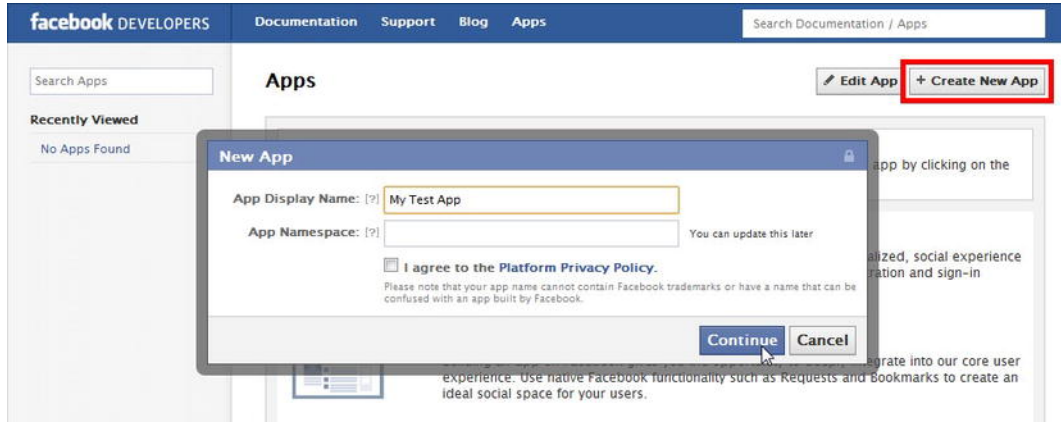 facebook DEVELOPERS
Documentation Support Blog Apps
Search Documentation / Apps
Search Apps
Recently Viewed
No Apps Found
Apps
Edit App
+ Create New App
app by clicking on the
New App
App Display Name: [?] My Test App
App Namespace: [?]
You can update this later
I agree to the Platform Privacy Policy.
Please note that your app name cannot contain Facebook trademarks or have a name that can be
confused with an app built by Facebook.
Continue
Cancel
alized, social experience
ration and sign-in
grate into our core user
experience. Use native Facebook functionality such as Requests and Bookmarks to create an
ideal social space for your users.